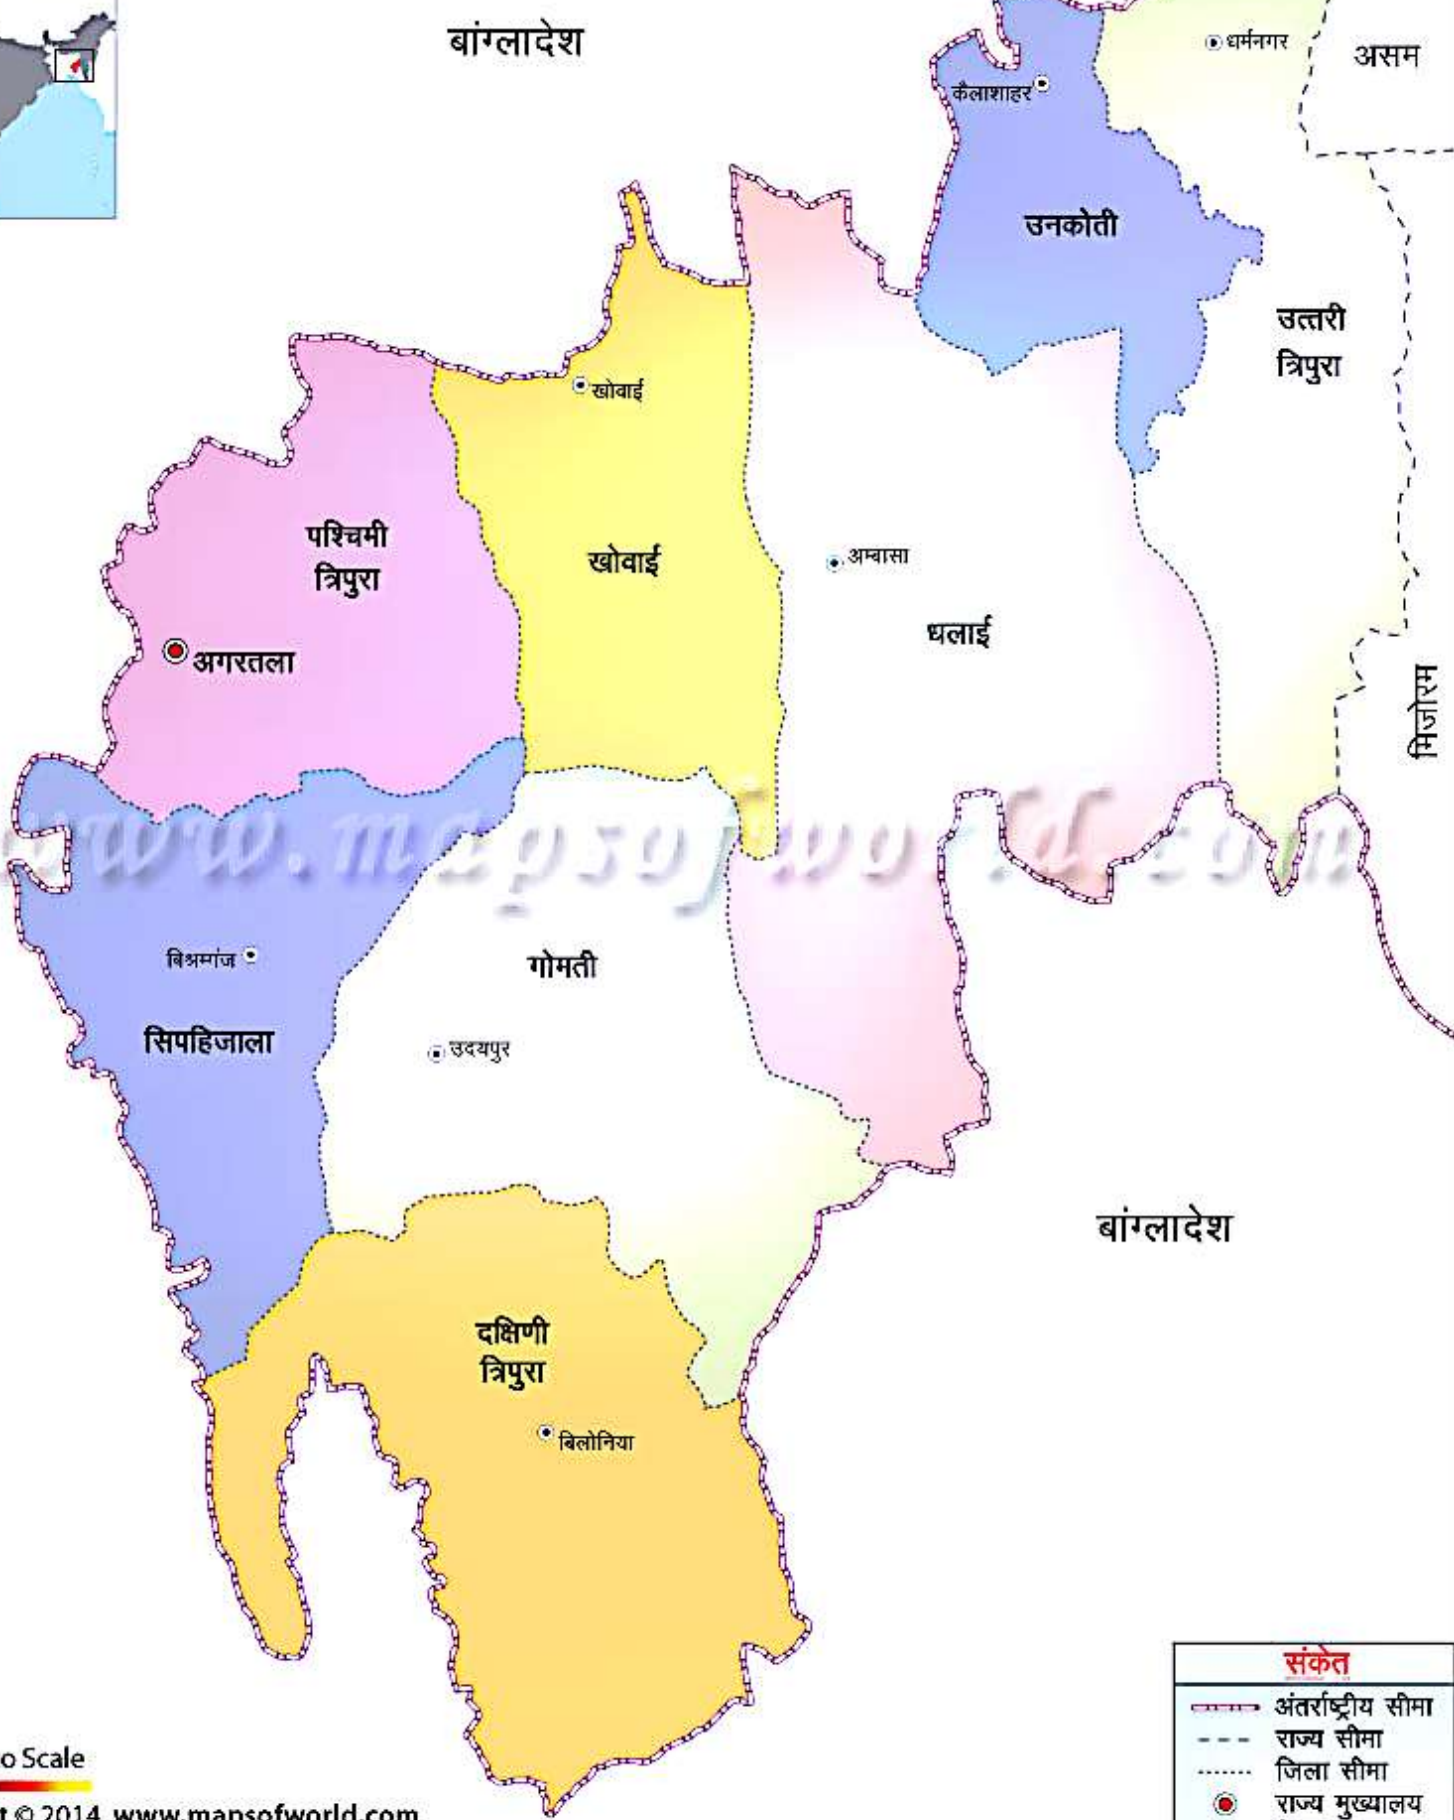 बांग्लादेश
धर्मनगर
असम
कैलाशाहर
उनकोती
उत्तरी
त्रिपुरा
खोवाई
पश्चिमी
त्रिपुरा
खोवाई
अम्बासा
धलाई
अगरतला
मिजोरम
www.mapsofworld.com
बिश्रम्गंज
गोमती
सिपहिजाला
उदयपुर
बांग्लादेश
दक्षिणी
त्रिपुरा
बिलोनिया
संकेत
अंतर्राष्ट्रीय सीमा
राज्य सीमा
जिला सीमा
राज्य मुख्यालय
o Scale
t © 2014 www.mapsofworld.com